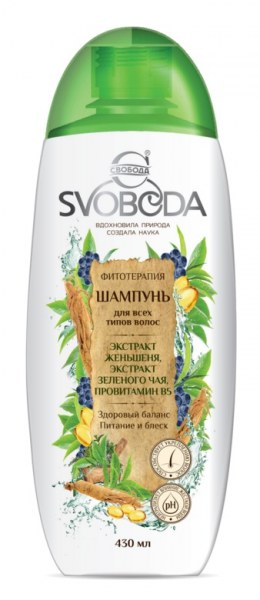 СВОБОДА
SVOBODA
ВДОХНОВИЛА ПРИРОДА
СОЗДАЛА НАУКА
ФИТОТЕРАПИЯ
ШАМПУНЬ
для всех
типов волос
ЭКСТРАКТ
ЖЕНЬШЕНЯ,
ЭКСТРАКТ
ЗЕЛЕНОГО ЧАЯ,
ПРОВИТАМИН B5
Здоровый баланс
Питание и блеск
pH
430 мл